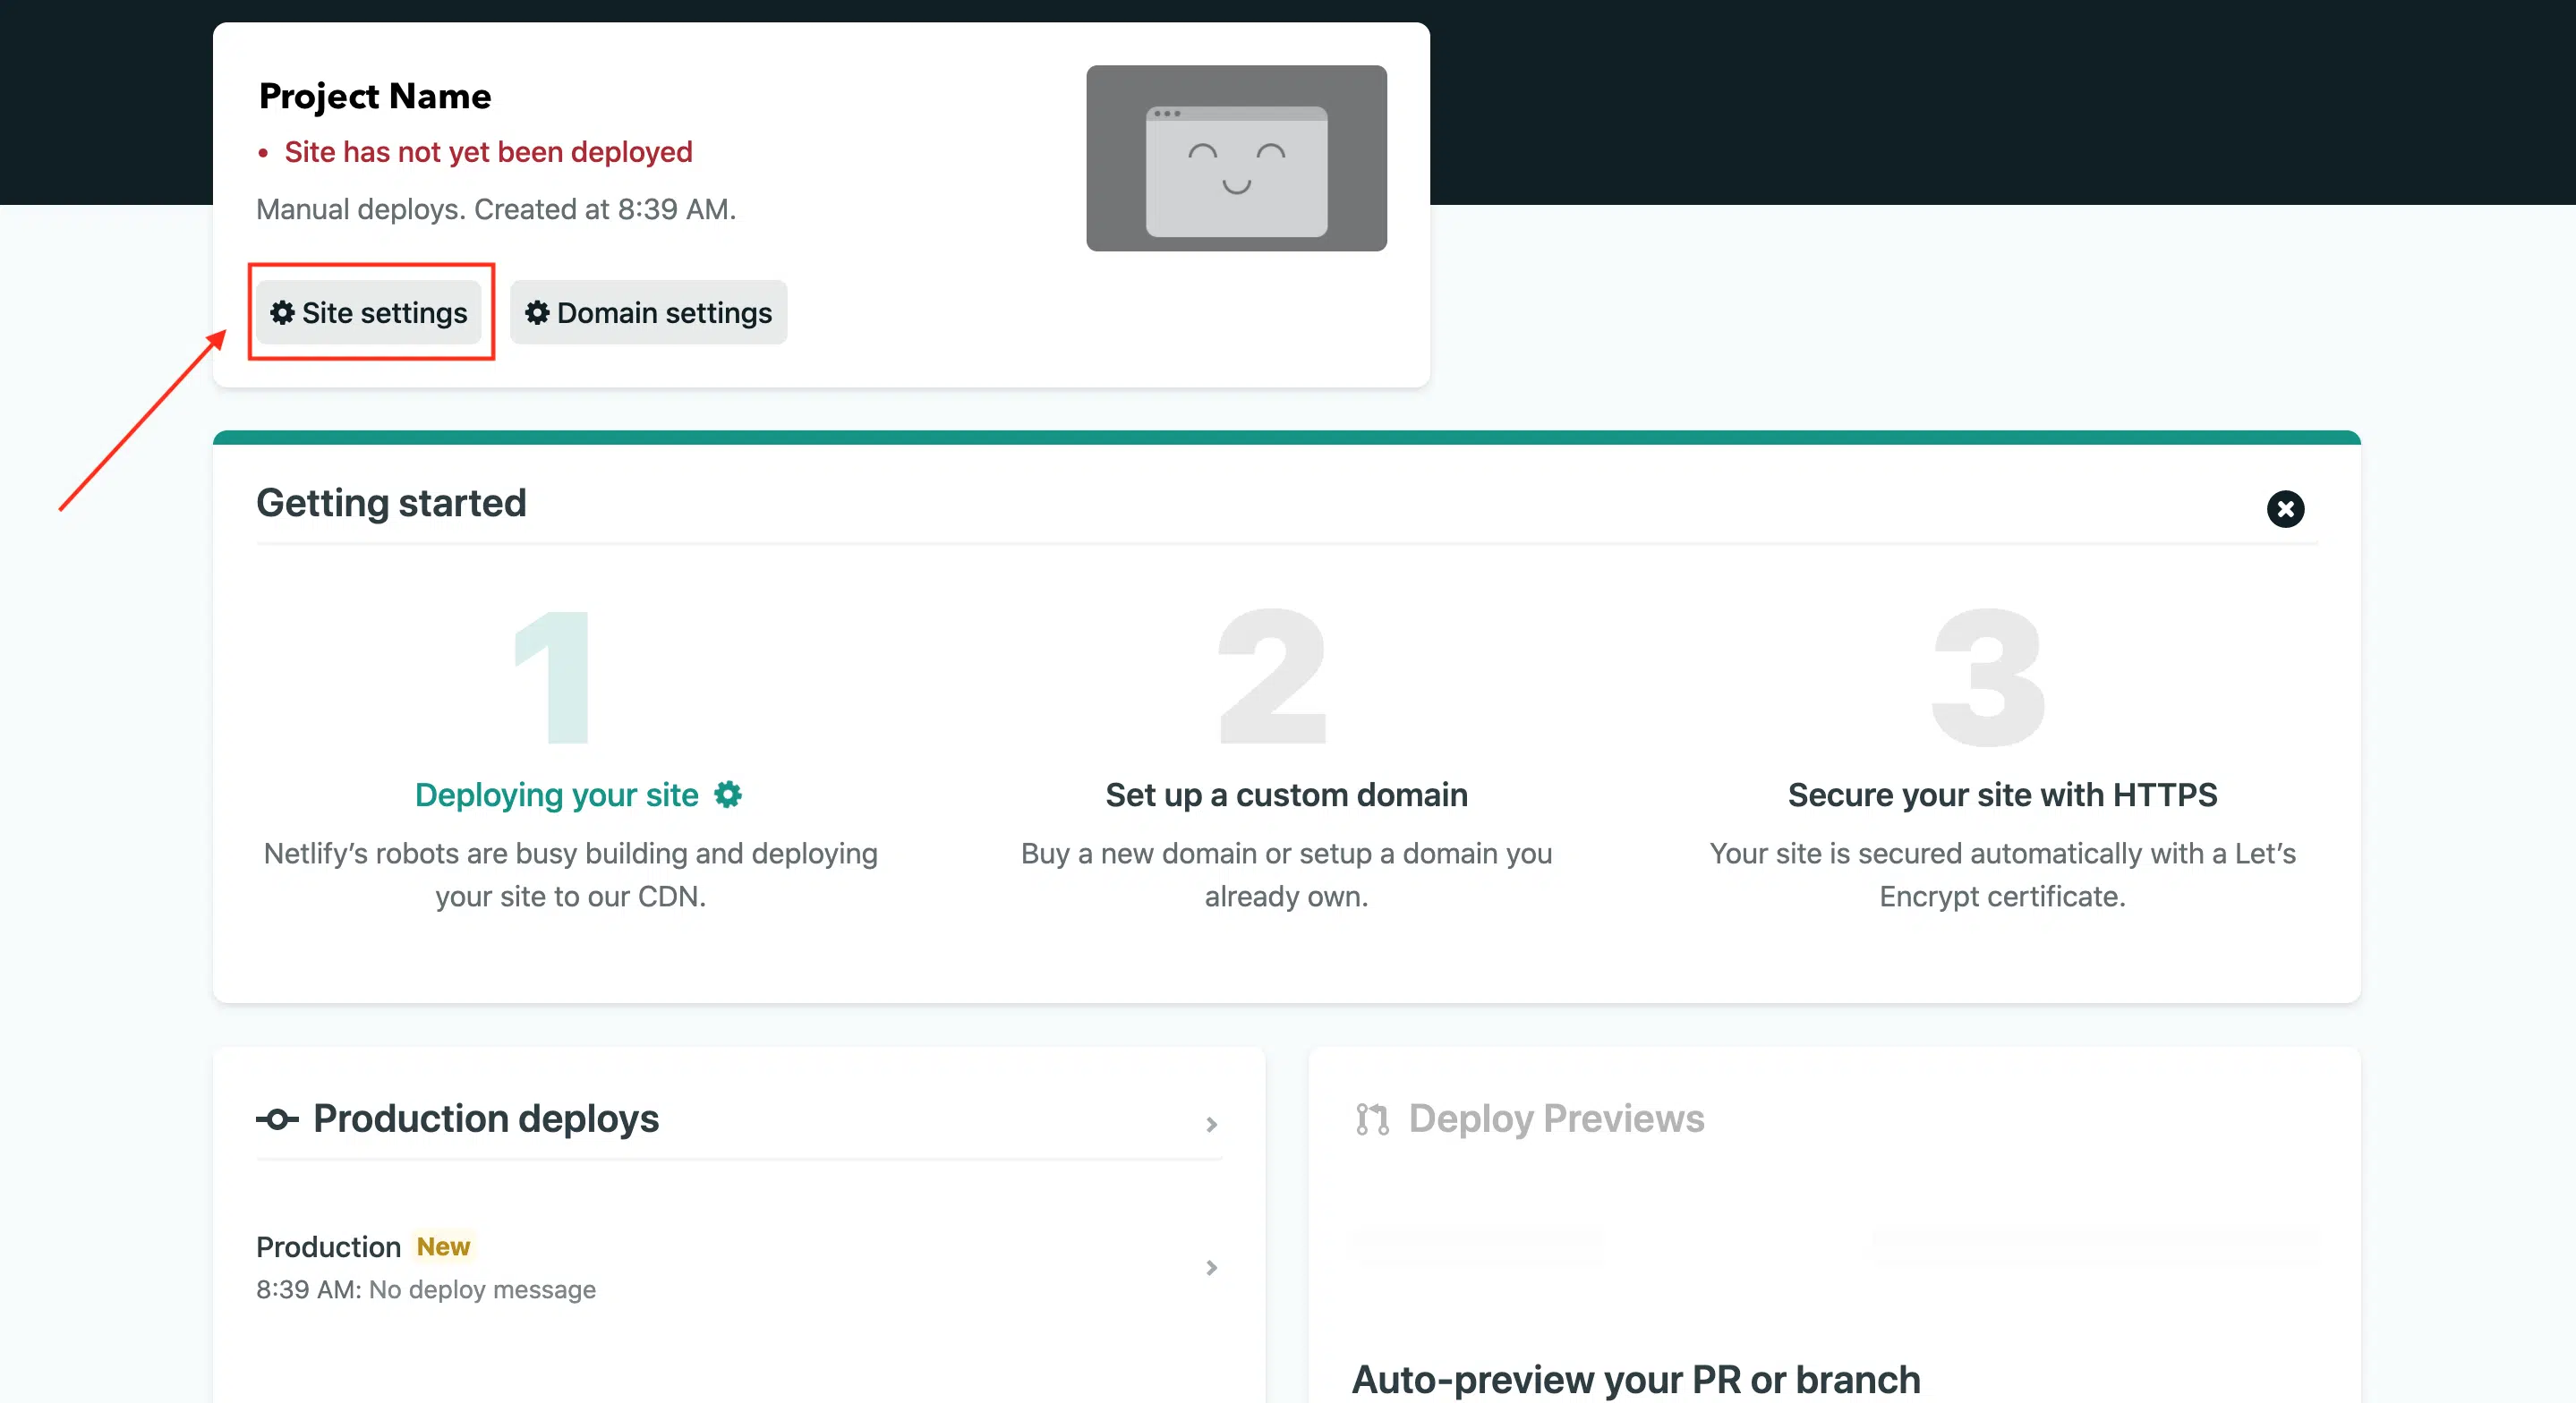 Project Name
• Site has not yet been deployed
Manual deploys. Created at 8:39 AM.
Site settings
Domain settings
Getting started
1
Deploying your site
Netlify’s robots are busy building and deploying
your site to our CDN.
2
Set up a custom domain
Buy a new domain or setup a domain you
already own.
3
Secure your site with HTTPS
Your site is secured automatically with a Let’s
Encrypt certificate.
Production deploys
Production New
8:39 AM: No deploy message
Deploy Previews
Auto-preview your PR or branch